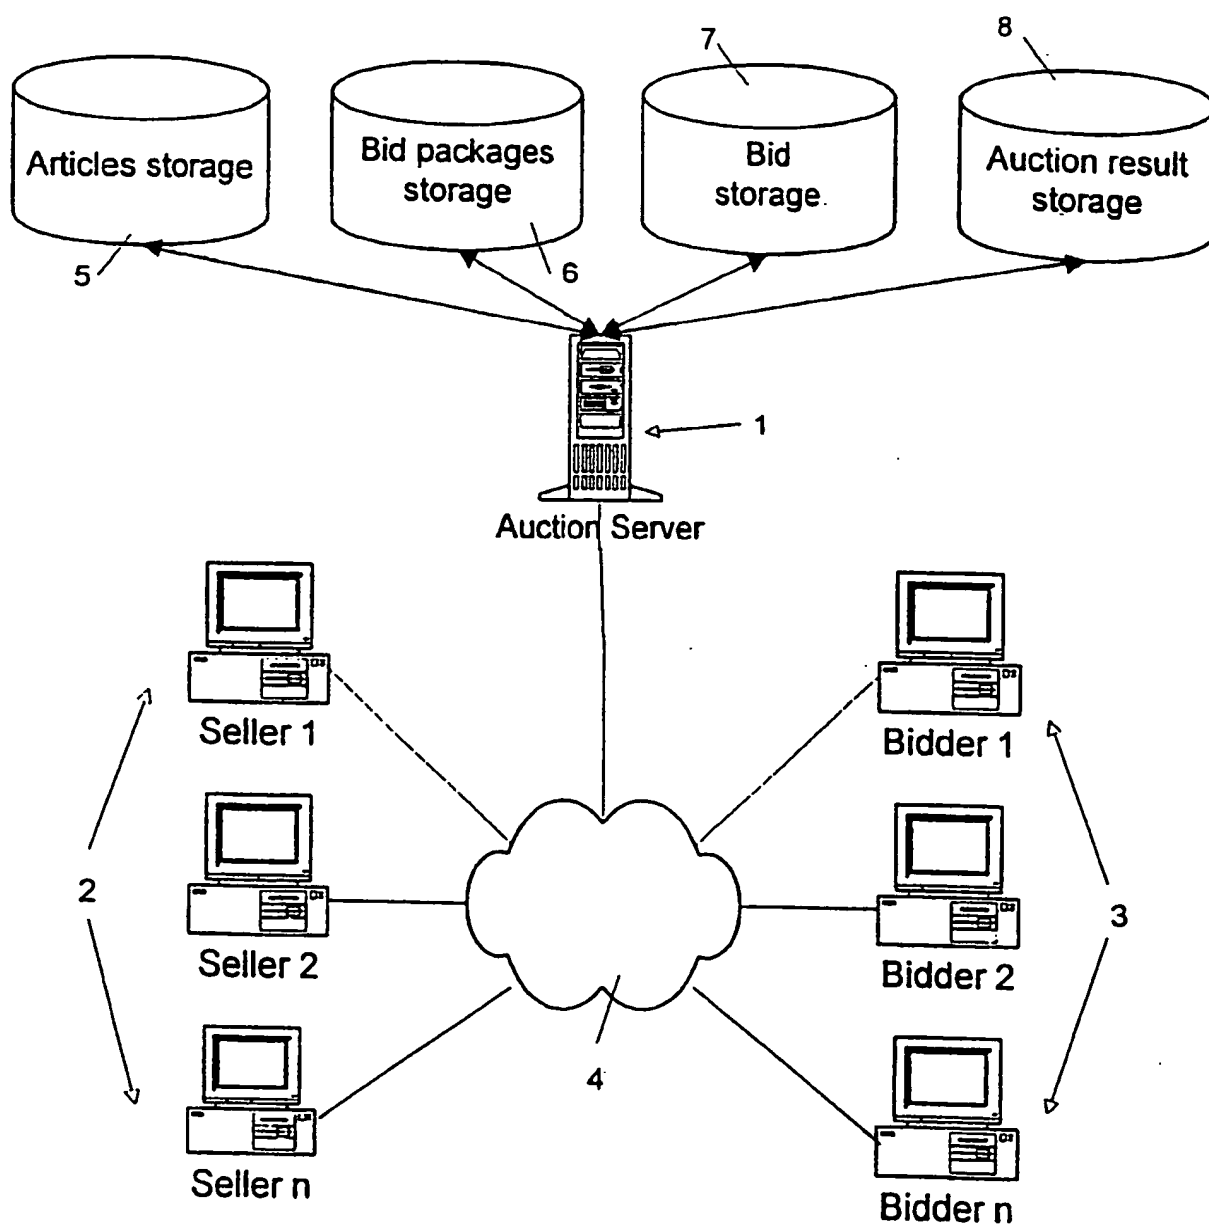 7
8
Articles storage
Bid packages
storage
Bid
storage
Auction result
storage
5
6
1
Auction Server
Seller 1
Bidder 1
2
3
Seller 2
Bidder 2
4
Seller n
Bidder n